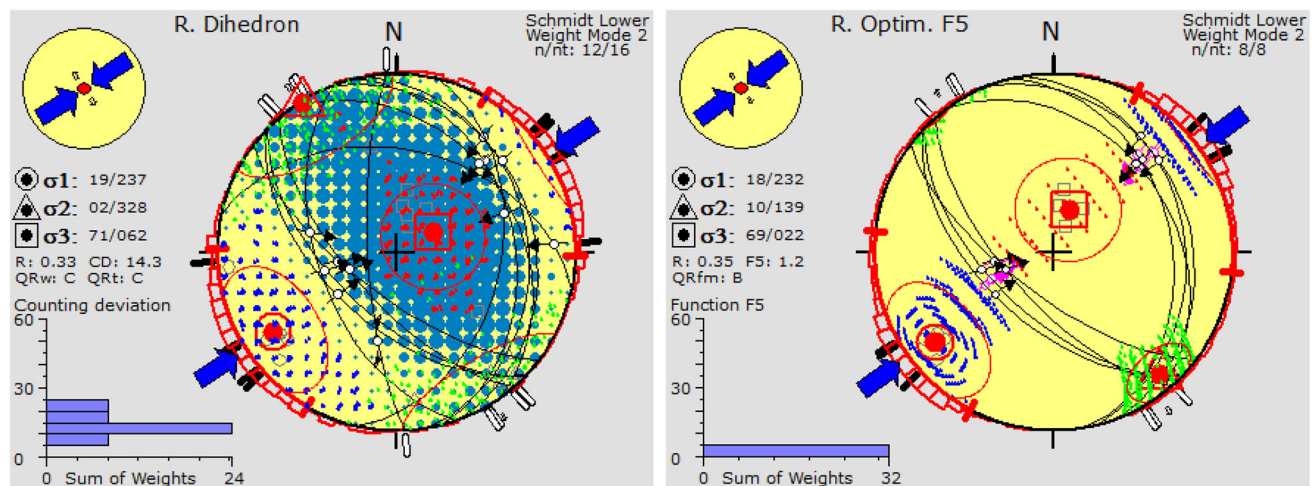 R. Dihedron
N
Schmidt Lower
Weight Mode 2
n/nt: 12/16
σ1: 19/237
σ2: 02/328
σ3: 71/062
R: 0.33 CD: 14.3
QRw: C QRt: C
Counting deviation
60
30
0
0 Sum of Weights 24
R. Optim. F5
N
Schmidt Lower
Weight Mode 2
n/nt: 8/8
σ1: 18/232
σ2: 10/139
σ3: 69/022
R: 0.35 F5: 1.2
QRfm: B
Function F5
60
30
0
0 Sum of Weights 32